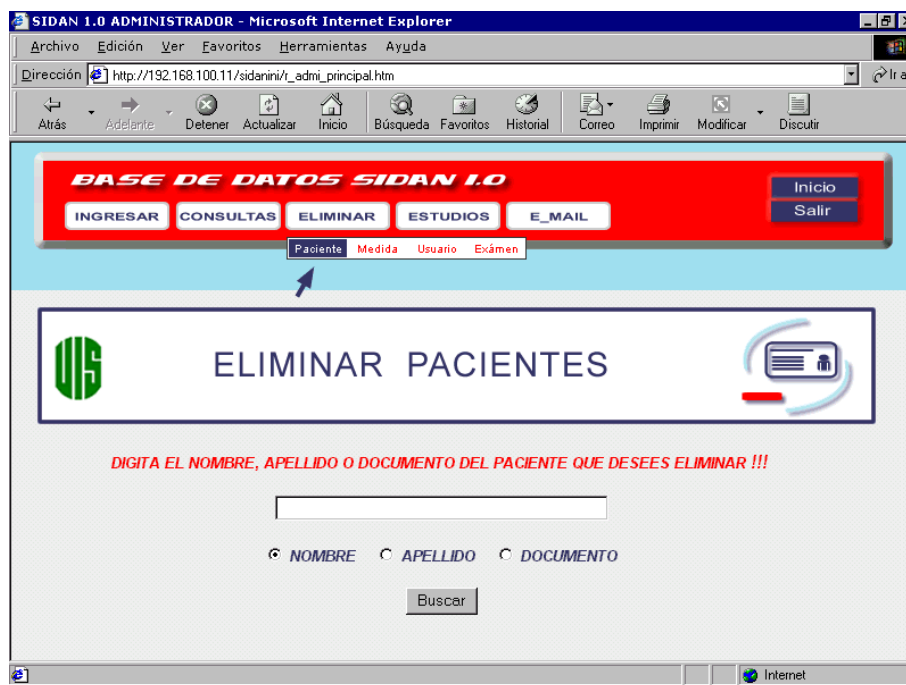 SIDAN 1.0 ADMINISTRADOR - Microsoft Internet Explorer
Archivo Edición Ver Favoritos Herramientas Ayuda
Dirección http://192.168.100.11/sidanini/r_admi_principal.htm Ir a
Atrás Adelante Detener Actualizar Inicio Búsqueda Favoritos Historial Correo Imprimir Modificar Discutir
BASE DE DATOS SIDAN 1.0
Inicio
INGRESAR CONSULTAS ELIMINAR ESTUDIOS E_MAIL Salir
Paciente Medida Usuario Exámen
UIS ELIMINAR PACIENTES
DIGITA EL NOMBRE, APELLIDO O DOCUMENTO DEL PACIENTE QUE DESEES ELIMINAR !!!
NOMBRE APELLIDO DOCUMENTO
Buscar
Internet